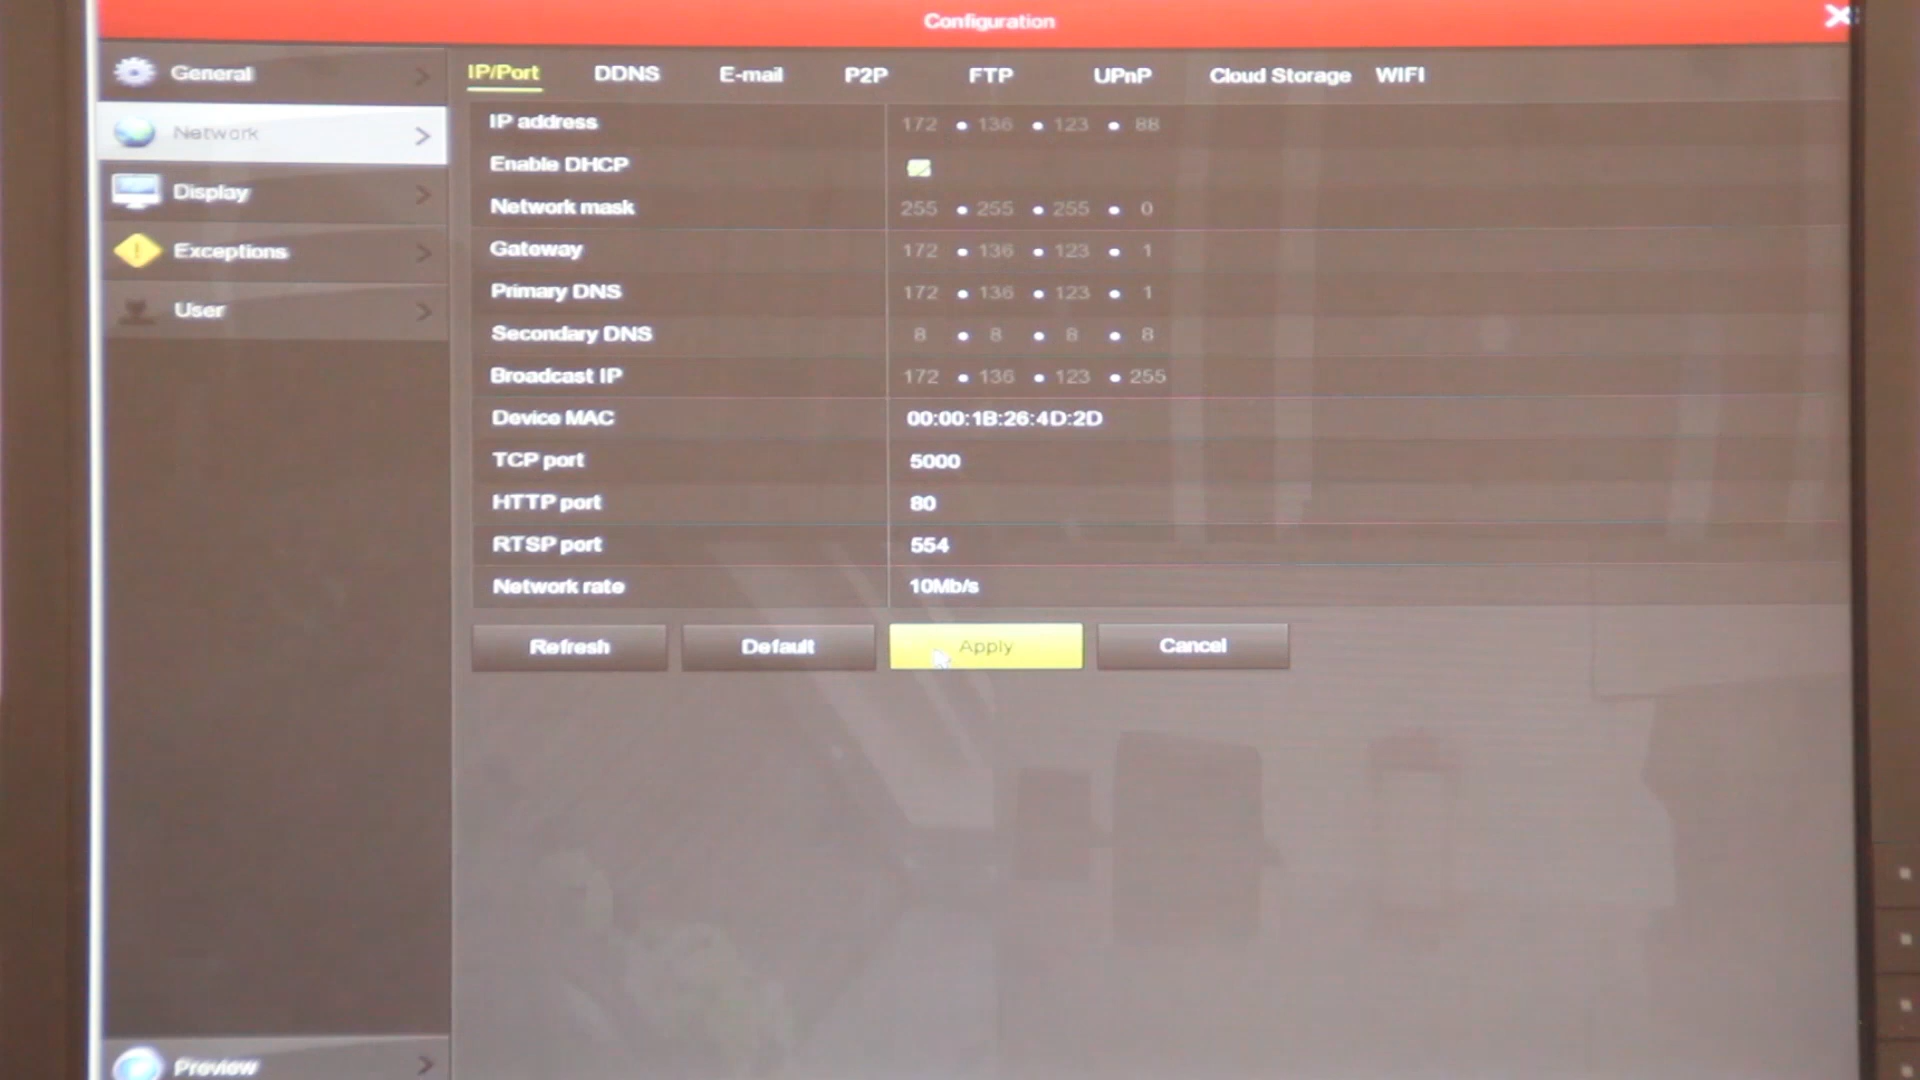 Configuration
General
Network
Display
Exceptions
User
Preview
IP/Port DDNS E-mail P2P FTP UPnP Cloud Storage WIFI
IP address 172 • 136 • 123 • 88
Enable DHCP
Network mask 255 • 255 • 255 • 0
Gateway 172 • 136 • 123 • 1
Primary DNS 172 • 136 • 123 • 1
Secondary DNS 8 • 8 • 8 • 8
Broadcast IP 172 • 136 • 123 • 255
Device MAC 00:00:1B:26:4D:2D
TCP port 5000
HTTP port 80
RTSP port 554
Network rate 10Mb/s
Refresh Default Apply Cancel